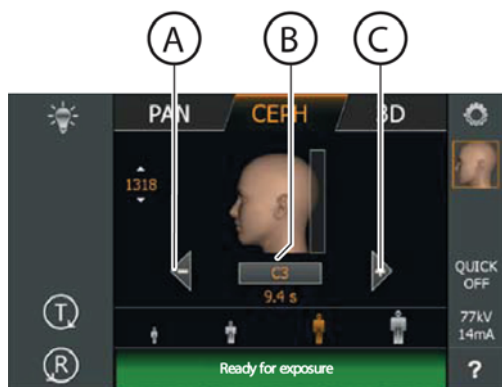 A B C
PAN CEPH 3D
1318
- +
C3
QUICK
OFF
9.4 s
77kV
14mA
T
R
Ready for exposure
?